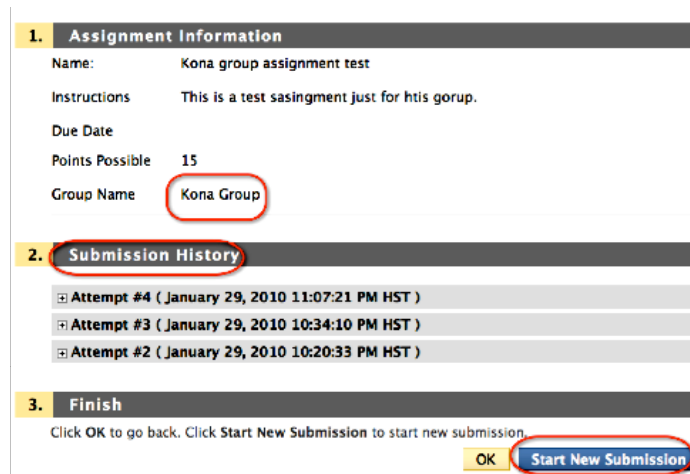 1. Assignment Information
Name: Kona group assignment test
Instructions This is a test sasingment just for htis gorup.
Due Date
Points Possible 15
Group Name Kona Group
2. Submission History
Attempt #4 ( January 29, 2010 11:07:21 PM HST )
Attempt #3 ( January 29, 2010 10:34:10 PM HST )
Attempt #2 ( January 29, 2010 10:20:33 PM HST )
3. Finish
Click OK to go back. Click Start New Submission to start new submission.
OK Start New Submission